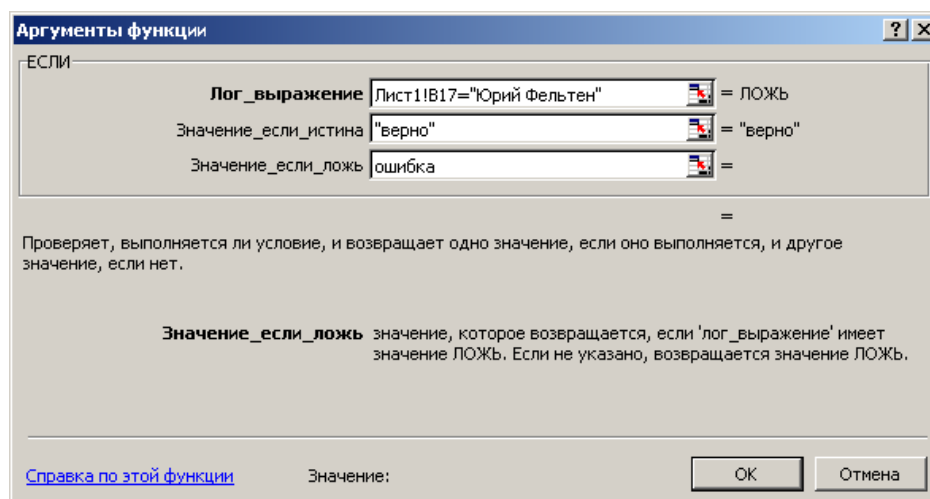 Аргументы функции
ЕСЛИ
Лог_выражение Лист1!B17="Юрий Фельтен" = ЛОЖЬ
Значение_если_истина "верно" = "верно"
Значение_если_ложь ошибка =
=
Проверяет, выполняется ли условие, и возвращает одно значение, если оно выполняется, и другое
значение, если нет.
Значение_если_ложь значение, которое возвращается, если 'лог_выражение' имеет
значение ЛОЖЬ. Если не указано, возвращается значение ЛОЖЬ.
Справка по этой функции Значение: ОК Отмена